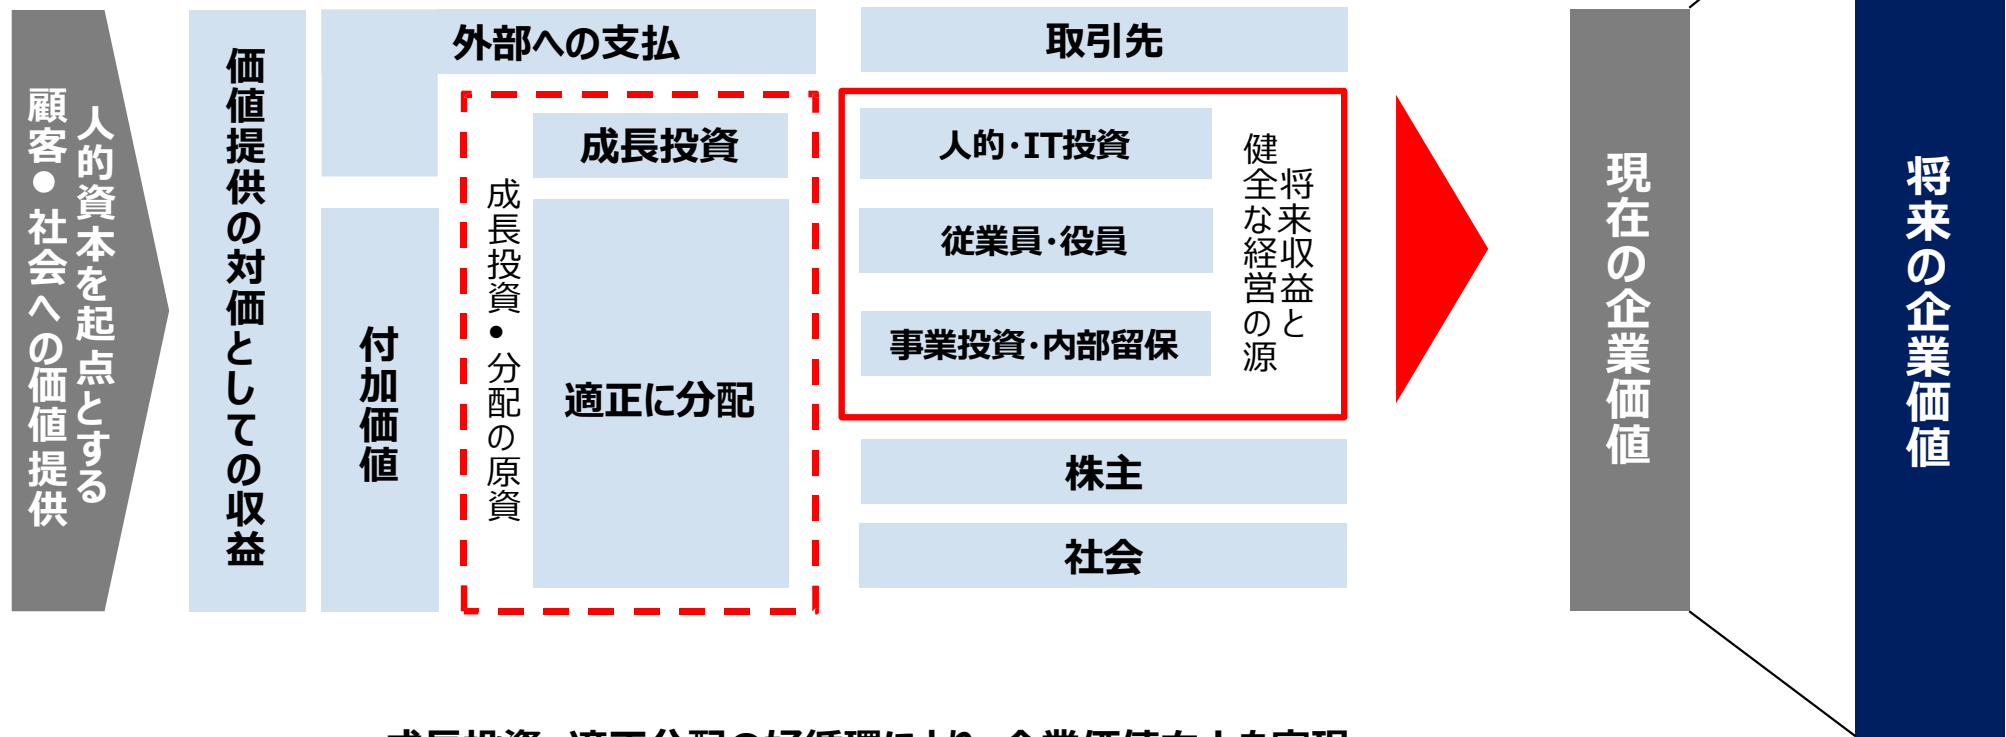 人的資本を起点とする
顧客●社会への価値提供
価値提供の対価としての収益
外部への支払
付加価値
成長投資●分配の原資
成長投資
適正に分配
取引先
人的・IT投資
従業員・役員
事業投資・内部留保
将来収益と
健全な経営の源
株主
社会
現在の企業価値
将来の企業価値